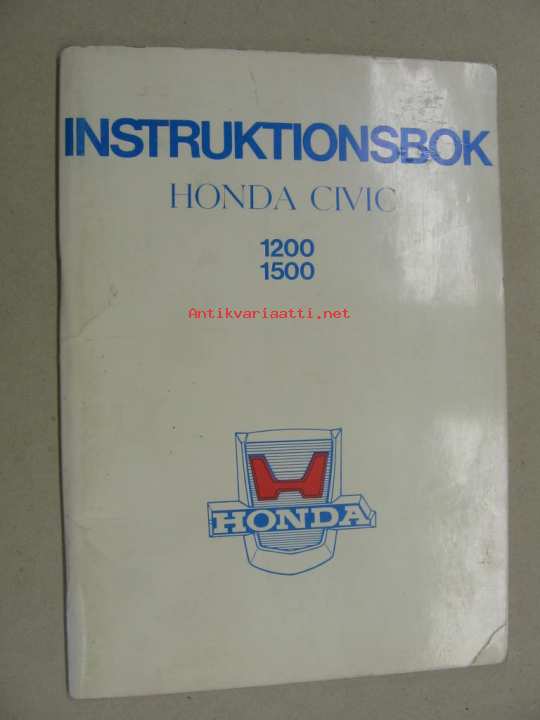 INSTRUKTIONSBOK
HONDA CIVIC
1200
1500
Antikvariaatti.net
HONDA